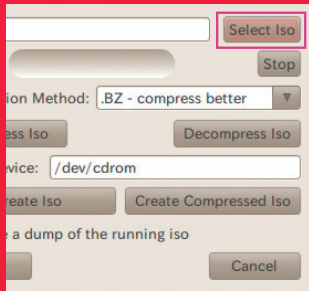 Select Iso
Stop
ion Method: .BZ - compress better
ess Iso Decompress Iso
evice: /dev/cdrom
reate Iso Create Compressed Iso
a dump of the running iso
Cancel